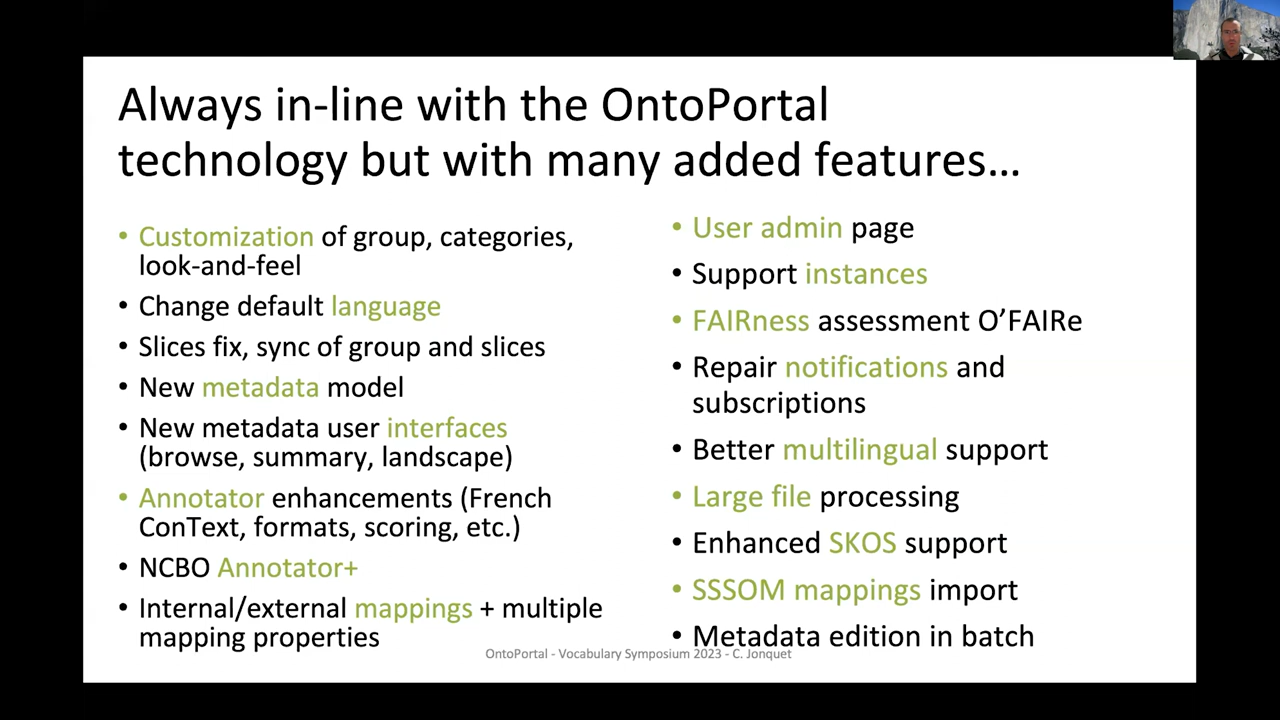 Always in-line with the OntoPortal
technology but with many added features…
• Customization of group, categories,
look-and-feel
• Change default language
• Slices fix, sync of group and slices
• New metadata model
• New metadata user interfaces
(browse, summary, landscape)
• Annotator enhancements (French
ConText, formats, scoring, etc.)
• NCBO Annotator+
• Internal/external mappings + multiple
mapping properties
• User admin page
• Support instances
• FAIRness assessment O’FAIRe
• Repair notifications and
subscriptions
• Better multilingual support
• Large file processing
• Enhanced SKOS support
• SSSOM mappings import
• Metadata edition in batch
OntoPortal - Vocabulary Symposium 2023 - C. Jonquet